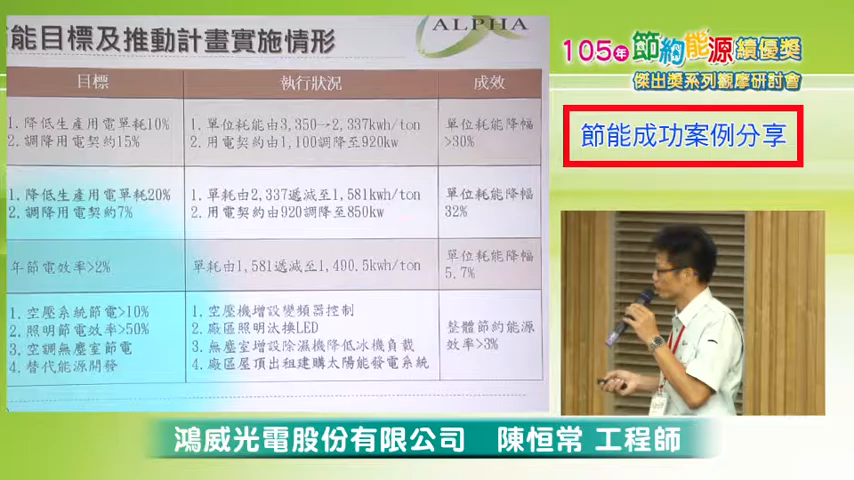 能目標及推動計畫實施情形
ALPHA
目標
執行狀況
成效
1. 降低生產用電單耗10%
2. 調降用電契約15%
1. 單位耗能由3,350→2,337kwh/ton
2. 用電契約由1,100調降至920kw
單位耗能降幅
>30%
1. 降低生產用電單耗20%
2. 調降用電契約7%
1. 單耗由2,337遞減至1,581kwh/ton
2. 用電契約由920調降至850kw
單位耗能降幅
32%
年節電效率>2%
單耗由1,581遞減至1,490.5kwh/ton
單位耗能降幅
5.7%
1. 空壓系統節電>10%
2. 照明節電效率>50%
3. 空調無塵室節電
4. 替代能源開發
1. 空壓機增設變頻器控制
2. 廠區照明汰換LED
3. 無塵室增設除濕機降低冰機負載
4. 廠區屋頂出租建購太陽能發電系統
整體節約能源
效率>3%
105年節約能源績優獎
傑出獎系列觀摩研討會
節能成功案例分享
鴻威光電股份有限公司 陳恒常 工程師